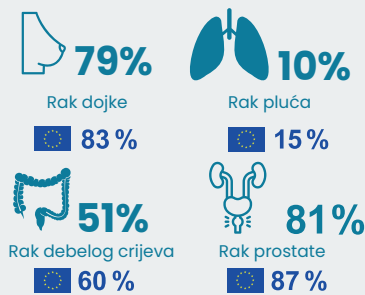 79%
10%
Rak dojke
Rak pluća
83 %
15 %
51%
81%
Rak debelog crijeva
Rak prostate
60 %
87 %